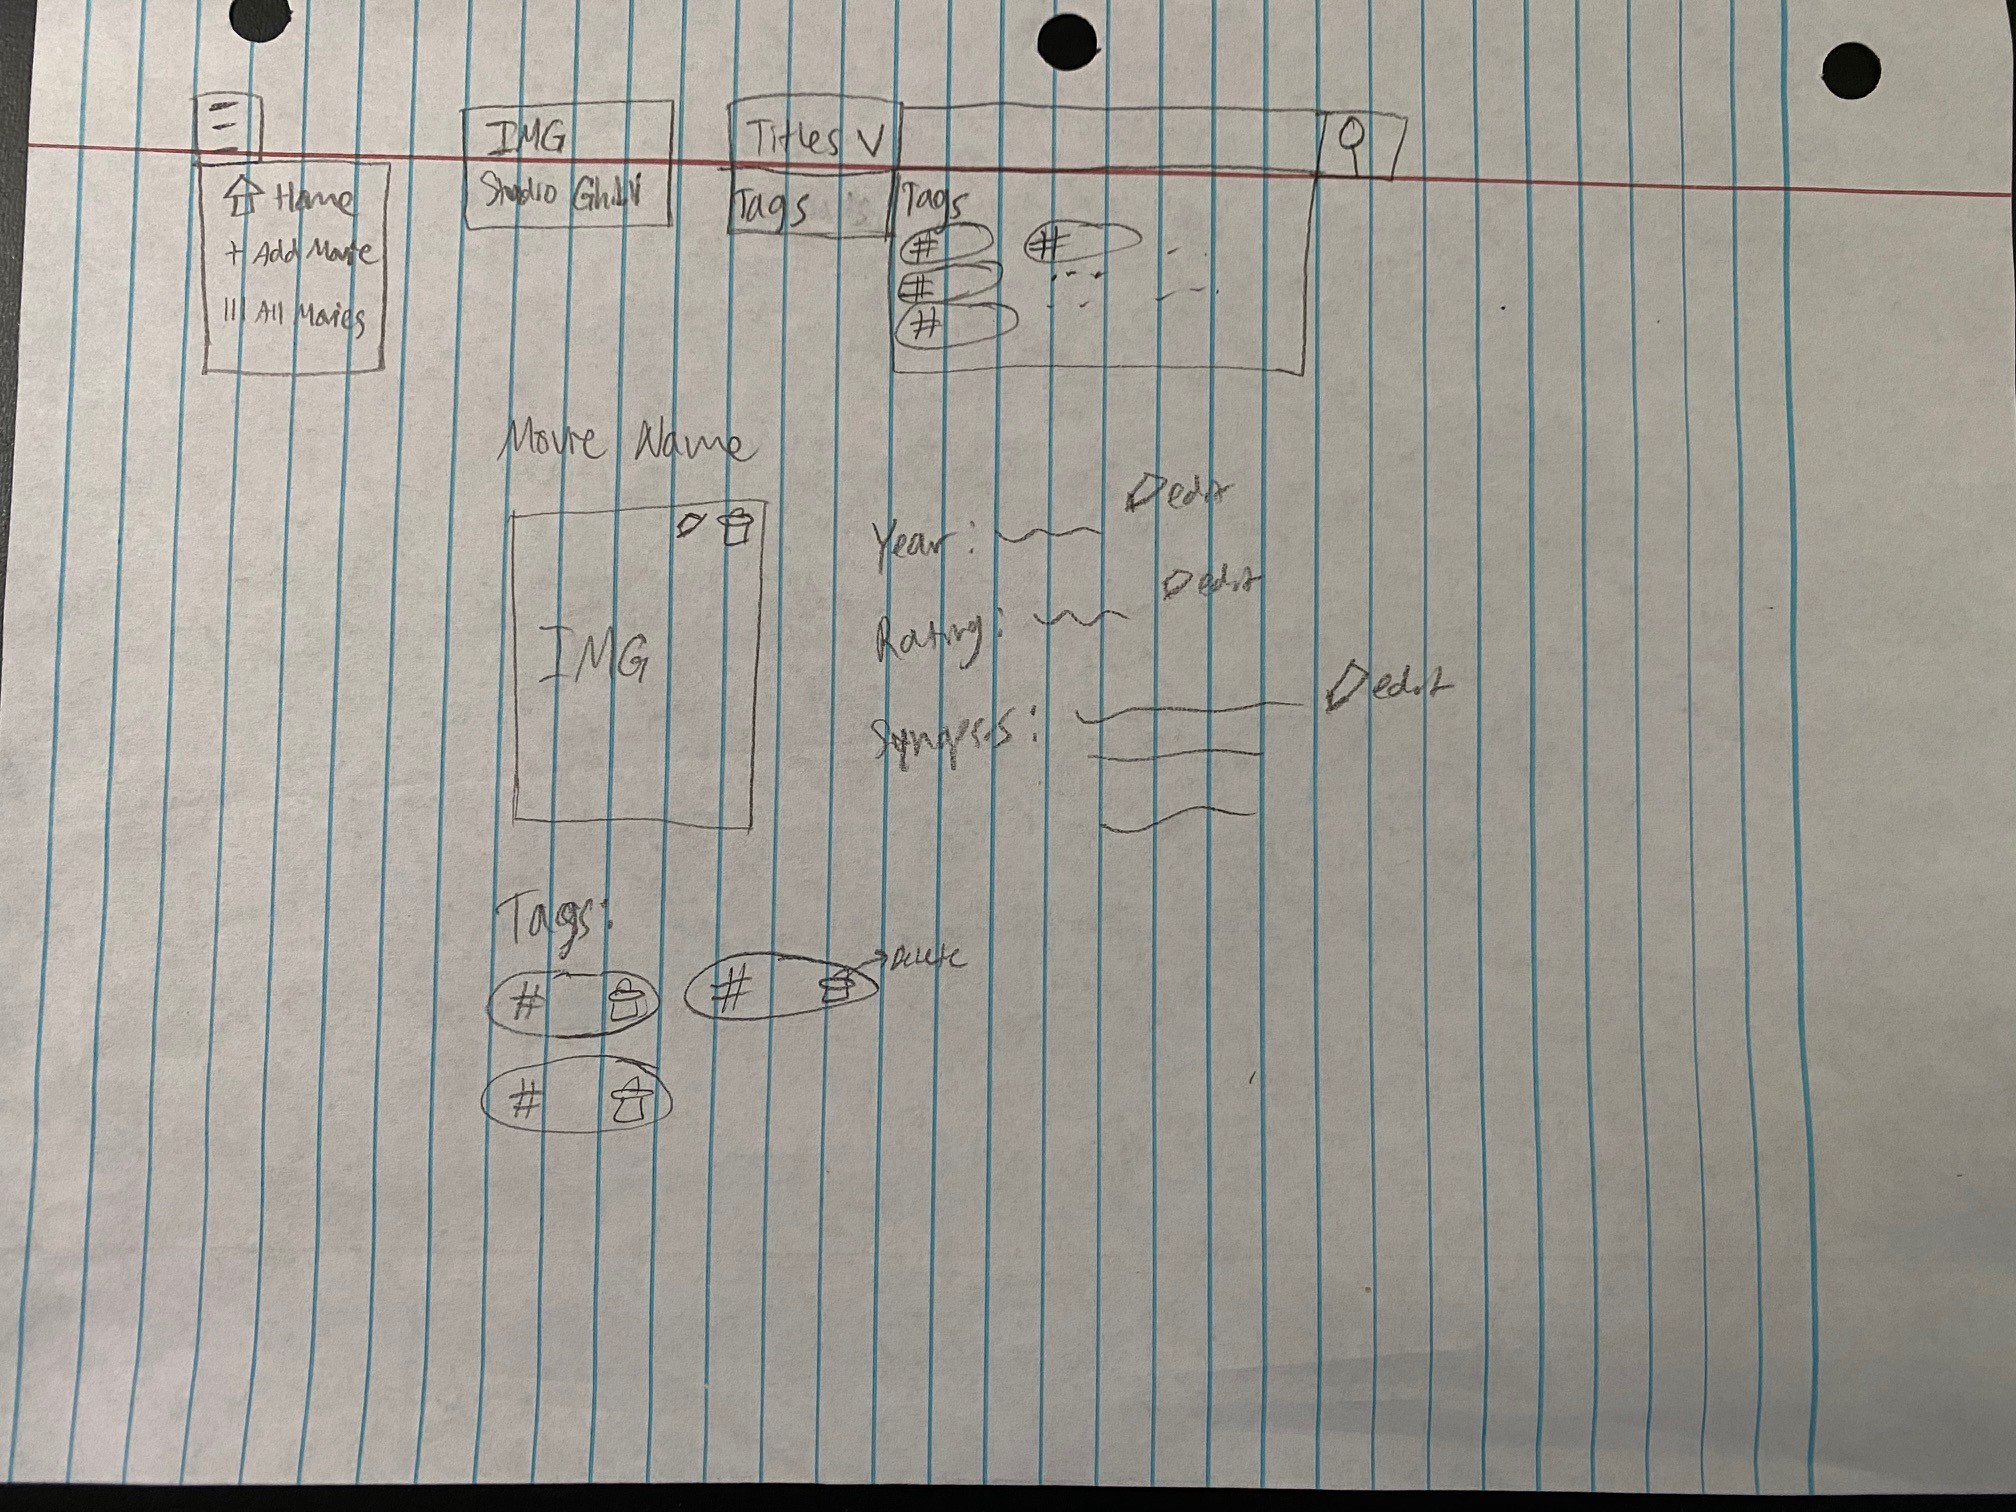 IMG
Studio Ghibli
Titles V
Tags
Tags
#
#
#
#
Home
+ Add Movie
||| All Movies
Movie Name
IMG
edit
Year:
edit
Rating:
edit
Synopsis:
Tags:
#
#
Delete
#